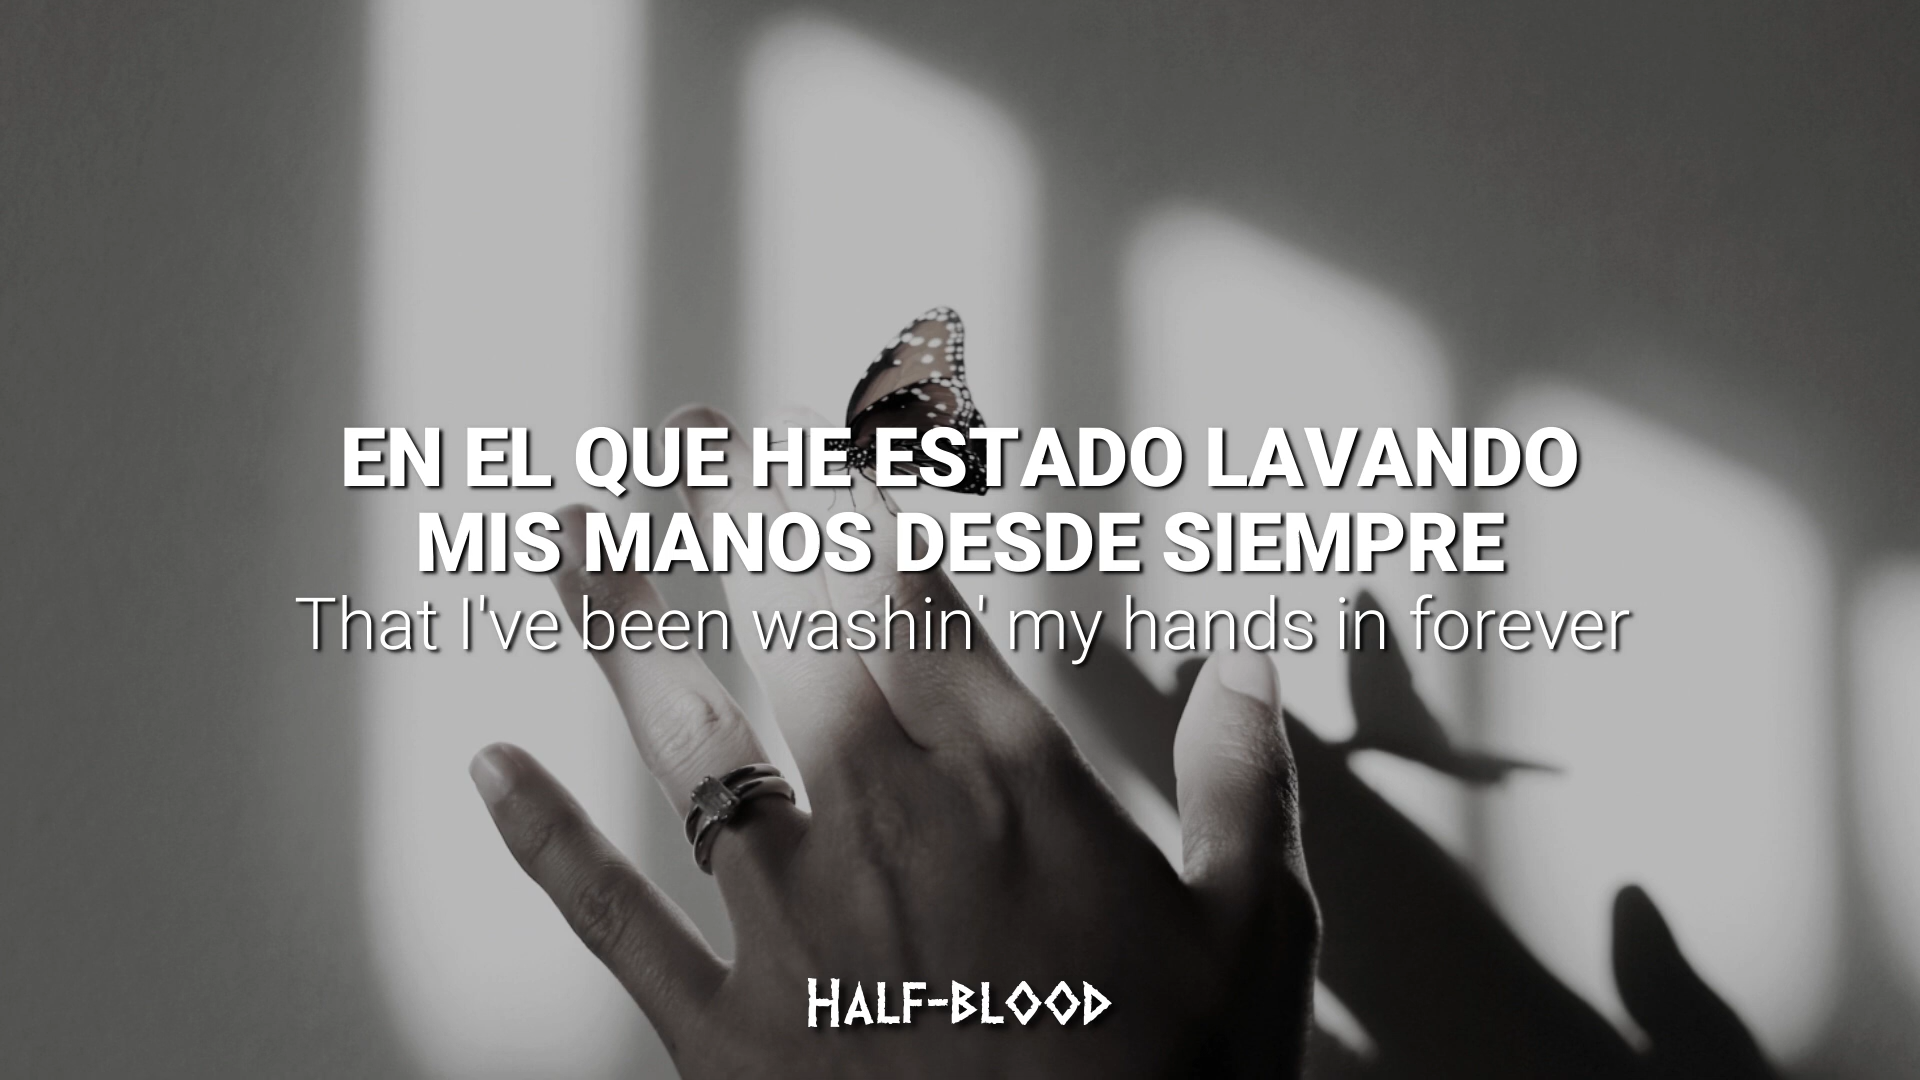 EN EL QUE HE ESTADO LAVANDO
MIS MANOS DESDE SIEMPRE
That I've been washin' my hands in forever
HALF-BLOOD